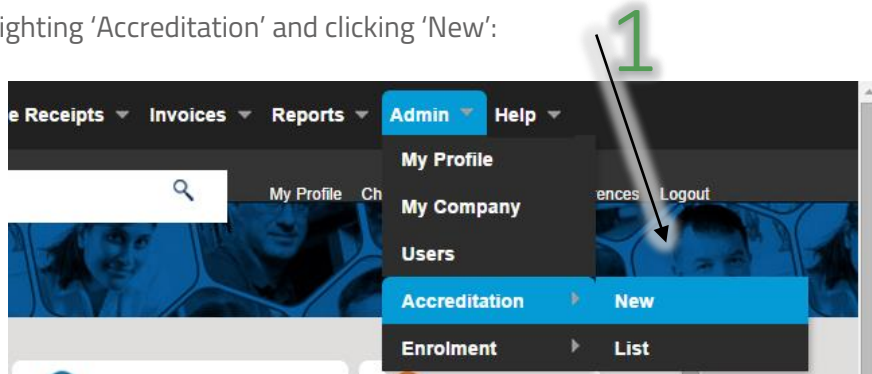 ighting ‘Accreditation’ and clicking ‘New’:
1
e Receipts Invoices Reports Admin Help
My Profile
My Profile Ch ences Logout
My Company
Users
Accreditation New
Enrolment List